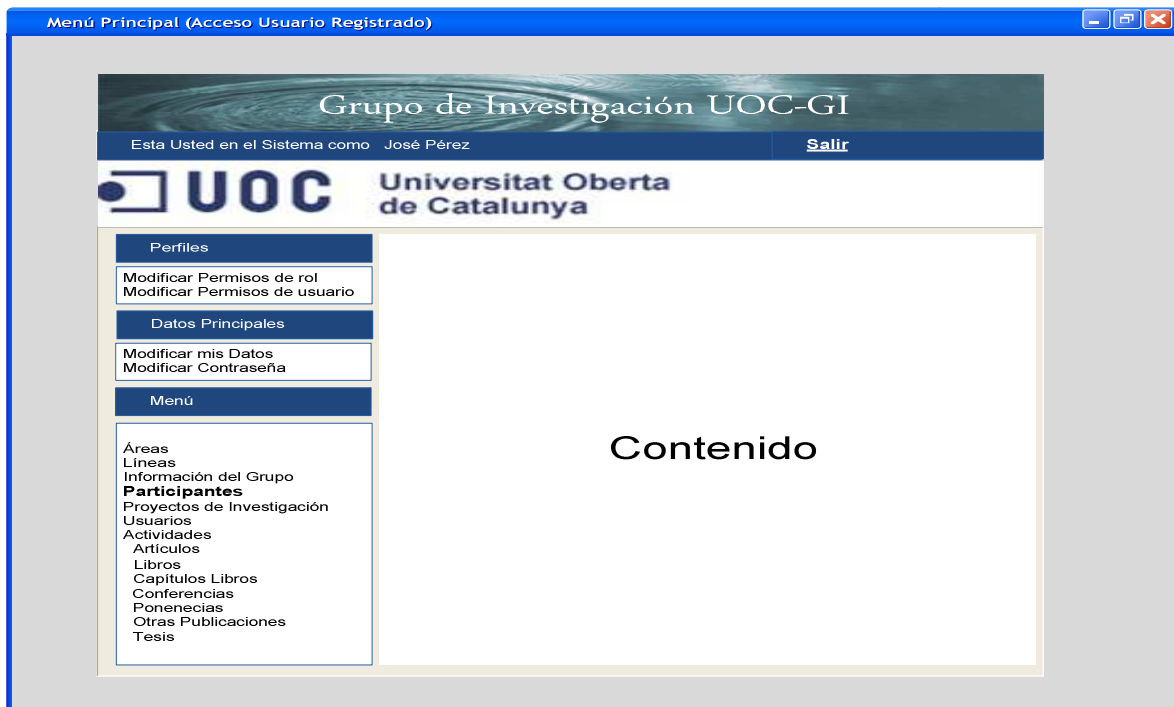 Menú Principal (Acceso Usuario Registrado)
Grupo de Investigación UOC-GI
Esta Usted en el Sistema como José Pérez Salir
UOC Universitat Oberta
de Catalunya
Perfiles
Modificar Permisos de rol
Modificar Permisos de usuario
Datos Principales
Modificar mis Datos
Modificar Contraseña
Menú
Contenido
Áreas
Líneas
Información del Grupo
Participantes
Proyectos de Investigación
Usuarios
Actividades
Artículos
Libros
Capítulos Libros
Conferencias
Ponenecias
Otras Publicaciones
Tesis